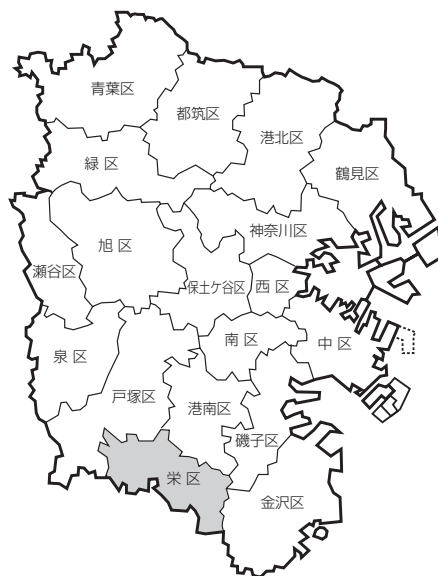 青葉区
都筑区
港北区
緑 区
鶴見区
神奈川区
旭 区
瀬谷区
保土ケ谷区
西 区
泉 区
南 区
中 区
戸塚区
港南区
磯子区
栄 区
金沢区